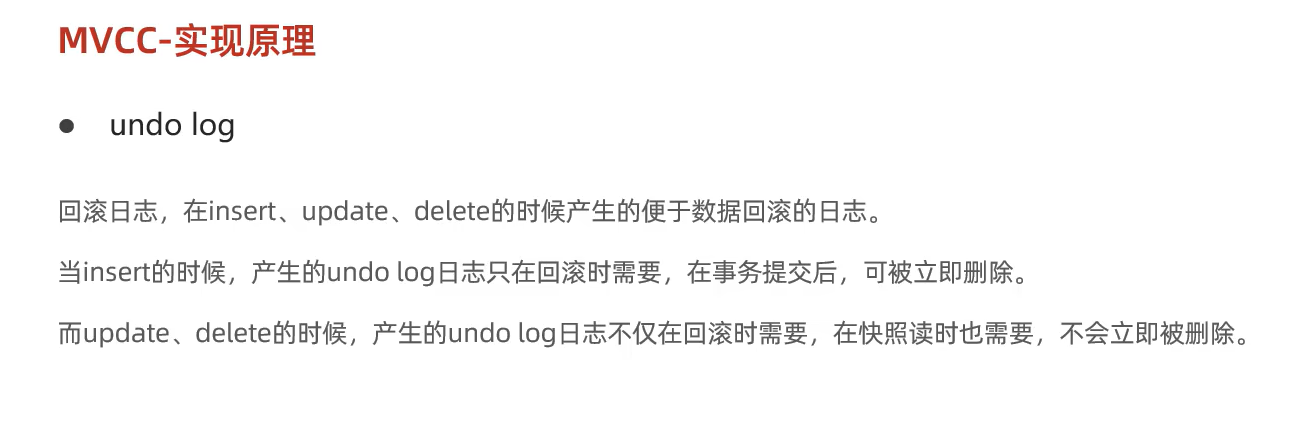 MVCC-实现原理
● undo log
回滚日志，在insert、update、delete的时候产生的便于数据回滚的日志。
当insert的时候，产生的undo log日志只在回滚时需要，在事务提交后，可被立即删除。
而update、delete的时候，产生的undo log日志不仅在回滚时需要，在快照读时也需要，不会立即被删除。